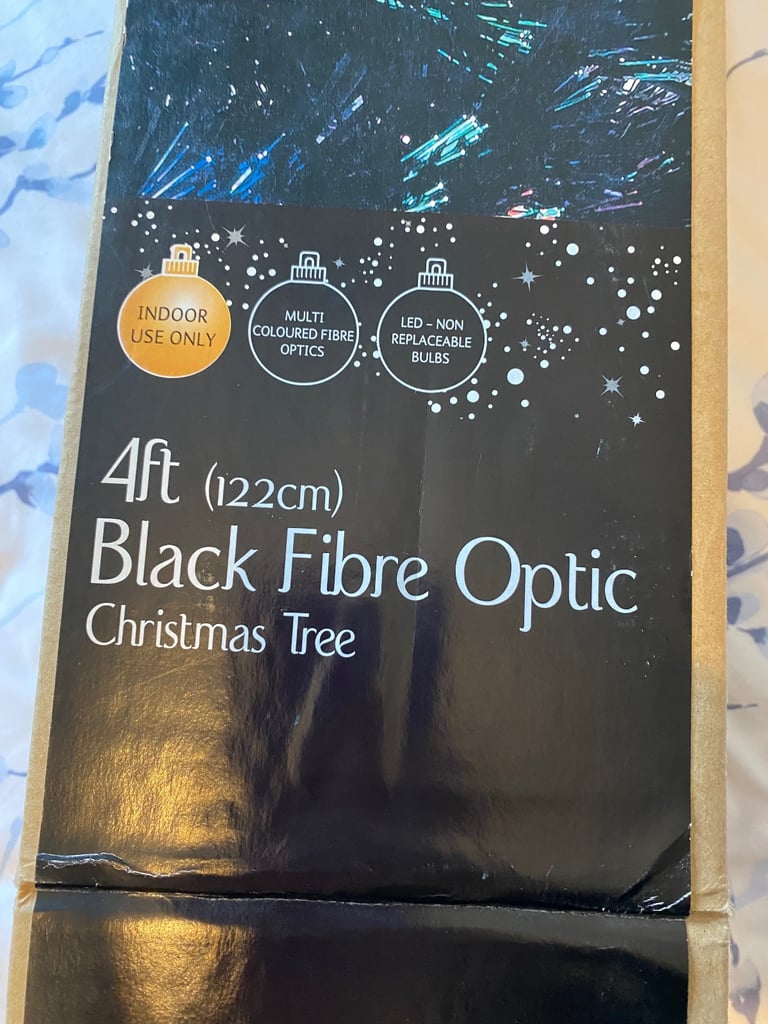 INDOOR
USE ONLY
MULTI
COLOURED FIBRE
OPTICS
LED – NON
REPLACEABLE
BULBS
4ft (122cm)
Black Fibre Optic
Christmas Tree